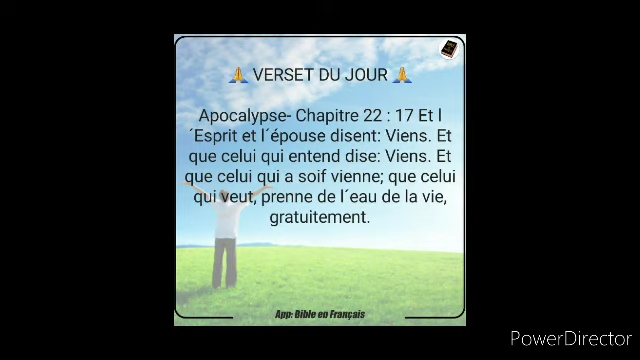 🙏 VERSET DU JOUR 🙏
Apocalypse- Chapitre 22 : 17 Et l
´Esprit et l´épouse disent: Viens. Et
que celui qui entend dise: Viens. Et
que celui qui a soif vienne; que celui
qui veut, prenne de l´eau de la vie,
gratuitement.
App: Bible en Français
PowerDirector